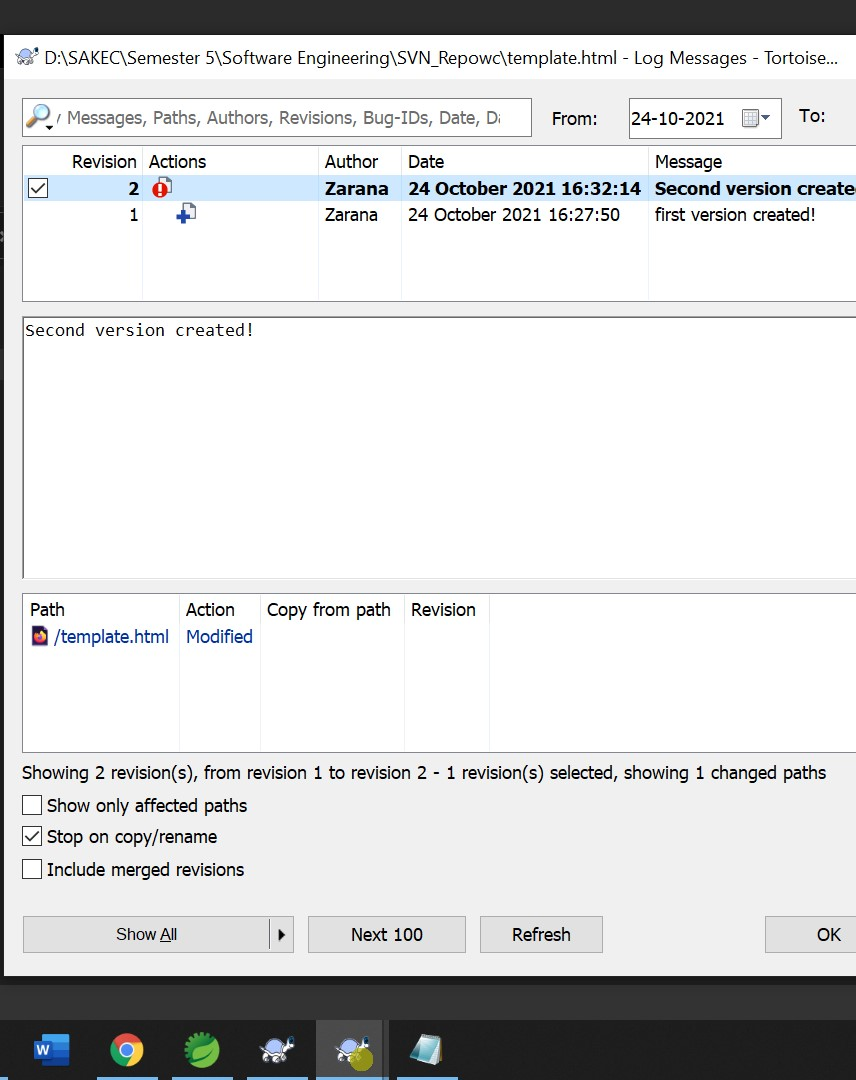 D:\SAKEC\Semester 5\Software Engineering\SVN_Repowc\template.html - Log Messages - Tortoise...
Messages, Paths, Authors, Revisions, Bug-IDs, Date, From: 24-10-2021 To:
Revision Actions Author Date Message
2 Zarana 24 October 2021 16:32:14 Second version create
1 Zarana 24 October 2021 16:27:50 first version created!
Second version created!
Path Action Copy from path Revision
/template.html Modified
Showing 2 revision(s), from revision 1 to revision 2 - 1 revision(s) selected, showing 1 changed paths
Show only affected paths
Stop on copy/rename
Include merged revisions
Show All Next 100 Refresh OK
W